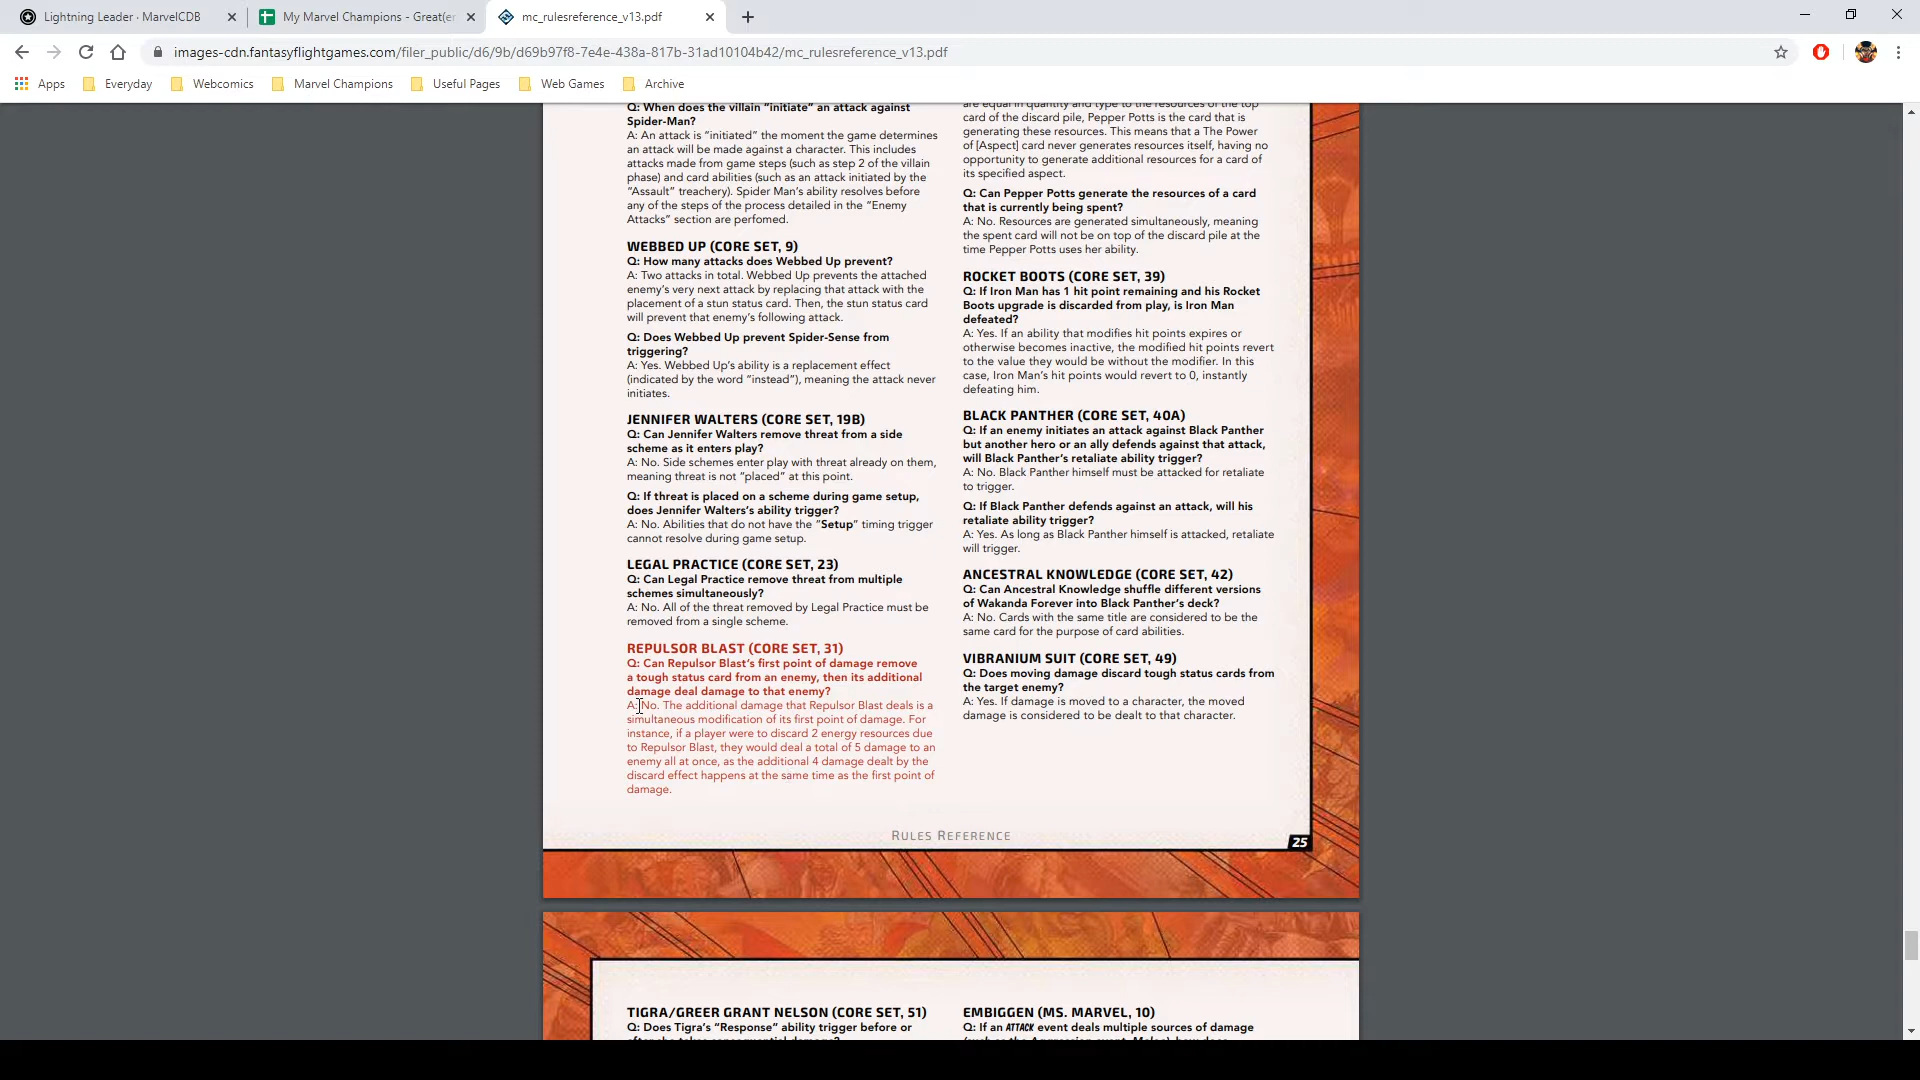 Lightning Leader · MarvelCDB
My Marvel Champions - Great(er
mc_rulesreference_v13.pdf
images-cdn.fantasyflightgames.com/filer_public/d6/9b/d69b97f8-7e4e-438a-817b-31ad10104b42/mc_rulesreference_v13.pdf
Apps
Everyday
Webcomics
Marvel Champions
Useful Pages
Web Games
Archive
Q: When does the villain “initiate” an attack against
Spider-Man?
A: An attack is “initiated” the moment the game determines
an attack will be made against a character. This includes
attacks made from game steps (such as step 2 of the villain
phase) and card abilities (such as an attack initiated by the
“Assault” treachery). Spider Man’s ability resolves before
any of the steps of the process detailed in the “Enemy
Attacks” section are perfomed.
WEBBED UP (CORE SET, 9)
Q: How many attacks does Webbed Up prevent?
A: Two attacks in total. Webbed Up prevents the attached
enemy’s very next attack by replacing that attack with the
placement of a stun status card. Then, the stun status card
will prevent that enemy’s following attack.
Q: Does Webbed Up prevent Spider-Sense from
triggering?
A: Yes. Webbed Up’s ability is a replacement effect
(indicated by the word “instead”), meaning the attack never
initiates.
JENNIFER WALTERS (CORE SET, 19B)
Q: Can Jennifer Walters remove threat from a side
scheme as it enters play?
A: No. Side schemes enter play with threat already on them,
meaning threat is not “placed” at this point.
Q: If threat is placed on a scheme during game setup,
does Jennifer Walters’s ability trigger?
A: No. Abilities that do not have the “Setup” timing trigger
cannot resolve during game setup.
LEGAL PRACTICE (CORE SET, 23)
Q: Can Legal Practice remove threat from multiple
schemes simultaneously?
A: No. All of the threat removed by Legal Practice must be
removed from a single scheme.
REPULSOR BLAST (CORE SET, 31)
Q: Can Repulsor Blast’s first point of damage remove
a tough status card from an enemy, then its additional
damage deal damage to that enemy?
A: No. The additional damage that Repulsor Blast deals is a
simultaneous modification of its first point of damage. For
instance, if a player were to discard 2 energy resources due
to Repulsor Blast, they would deal a total of 5 damage to an
enemy all at once, as the additional 4 damage dealt by the
discard effect happens at the same time as the first point of
damage.
are equal in quantity and type to the resources of the top
card of the discard pile, Pepper Potts is the card that is
generating these resources. This means that a The Power
of [Aspect] card never generates resources itself, having no
opportunity to generate additional resources for a card of
its specified aspect.
Q: Can Pepper Potts generate the resources of a card
that is currently being spent?
A: No. Resources are generated simultaneously, meaning
the spent card will not be on top of the discard pile at the
time Pepper Potts uses her ability.
ROCKET BOOTS (CORE SET, 39)
Q: If Iron Man has 1 hit point remaining and his Rocket
Boots upgrade is discarded from play, is Iron Man
defeated?
A: Yes. If an ability that modifies hit points expires or
otherwise becomes inactive, the modified hit points revert
to the value they would be without the modifier. In this
case, Iron Man’s hit points would revert to 0, instantly
defeating him.
BLACK PANTHER (CORE SET, 40A)
Q: If an enemy initiates an attack against Black Panther
but another hero or an ally defends against that attack,
will Black Panther’s retaliate ability trigger?
A: No. Black Panther himself must be attacked for retaliate
to trigger.
Q: If Black Panther defends against an attack, will his
retaliate ability trigger?
A: Yes. As long as Black Panther himself is attacked, retaliate
will trigger.
ANCESTRAL KNOWLEDGE (CORE SET, 42)
Q: Can Ancestral Knowledge shuffle different versions
of Wakanda Forever into Black Panther’s deck?
A: No. Cards with the same title are considered to be the
same card for the purpose of card abilities.
VIBRANIUM SUIT (CORE SET, 49)
Q: Does moving damage discard tough status cards from
the target enemy?
A: Yes. If damage is moved to a character, the moved
damage is considered to be dealt to that character.
RULES REFERENCE
25
TIGRA/GREER GRANT NELSON (CORE SET, 51)
Q: Does Tigra’s “Response” ability trigger before or
after she takes consequential damage?
EMBIGGEN (MS. MARVEL, 10)
Q: If an ATTACK event deals multiple sources of damage